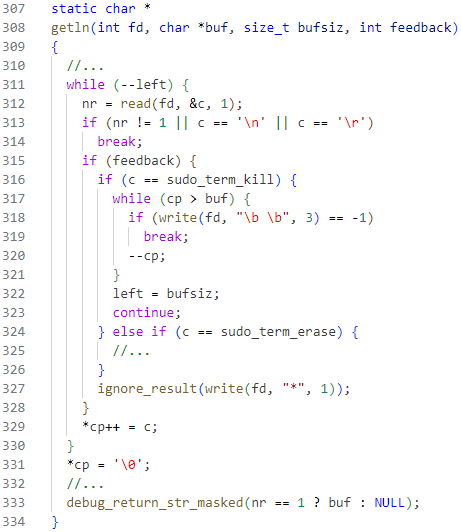 307 static char *
308 getln(int fd, char *buf, size_t bufsiz, int feedback)
309 {
310 //...
311 while (--left) {
312 nr = read(fd, &c, 1);
313 if (nr != 1 || c == '\n' || c == '\r')
314 break;
315 if (feedback) {
316 if (c == sudo_term_kill) {
317 while (cp > buf) {
318 if (write(fd, "\b \b", 3) == -1)
319 break;
320 --cp;
321 }
322 left = bufsiz;
323 continue;
324 } else if (c == sudo_term_erase) {
325 //...
326 }
327 ignore_result(write(fd, "*", 1));
328 }
329 *cp++ = c;
330 }
331 *cp = '\0';
332 //...
333 debug_return_str_masked(nr == 1 ? buf : NULL);
334 }